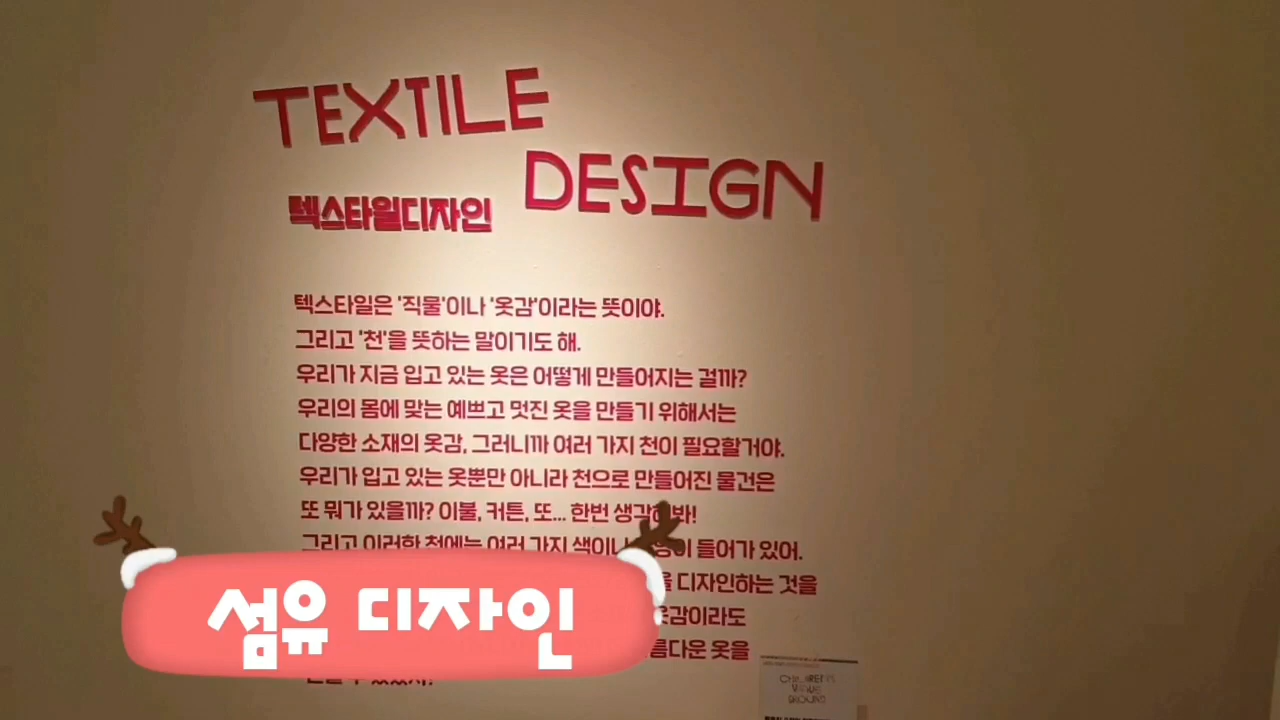 TEXTILE
DESIGN
텍스타일디자인
텍스타일은 '직물'이나 '옷감'이라는 뜻이야.
그리고 '천'을 뜻하는 말이기도 해.
우리가 지금 입고 있는 옷은 어떻게 만들어지는 걸까?
우리의 몸에 맞는 예쁘고 멋진 옷을 만들기 위해서는
다양한 소재의 옷감, 그러니까 여러 가지 천이 필요할거야.
우리가 입고 있는 옷뿐만 아니라 천으로 만들어진 물건은
또 뭐가 있을까? 이불, 커튼, 또... 한번 생각해봐!
그리고 이러한 천에는 여러 가지 색이나 들어가 있어.
디자인하는 것을
옷감이라도
옷을
섬유 디자인